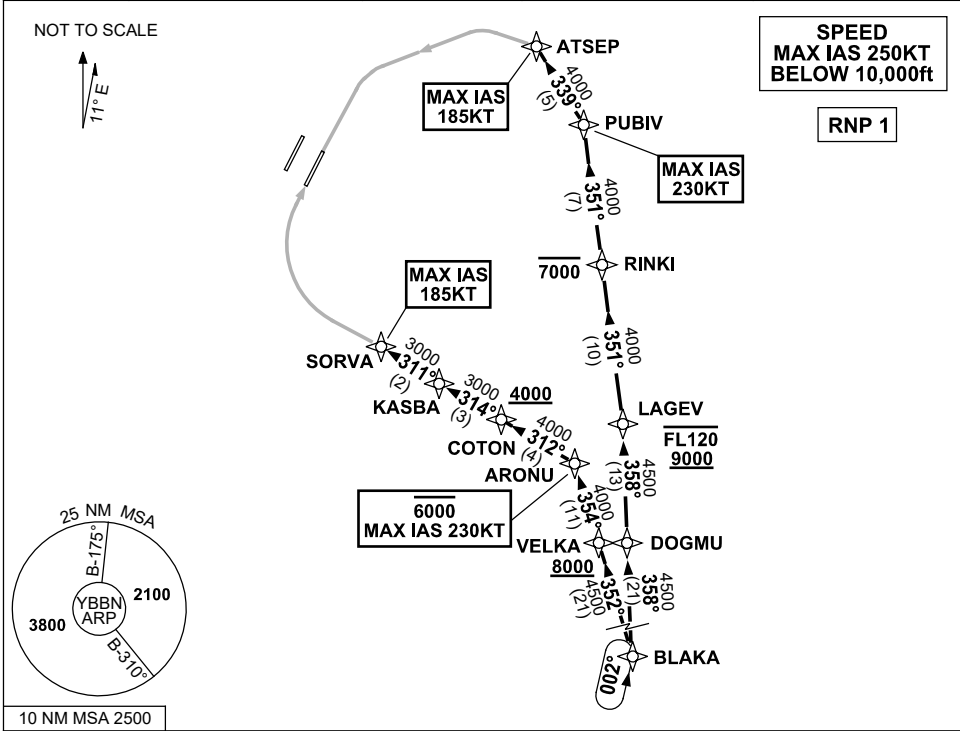 NOT TO SCALE
11° E
SPEED
MAX IAS 250KT
BELOW 10,000ft
RNP 1
ATSEP
MAX IAS
185KT
4000
339°
(5)
PUBIV
MAX IAS
230KT
4000
351°
(7)
RINKI
7000
MAX IAS
185KT
4000
351°
(10)
SORVA
3000
311°
(2)
KASBA
3000
314°
(3)
4000
COTON
4000
312°
(4)
LAGEV
FL120
9000
ARONU
6000
MAX IAS 230KT
4000
354°
(11)
4500
358°
(13)
VELKA
8000
DOGMU
4500
352°
(21)
4500
358°
(21)
BLAKA
002°
25 NM MSA
B-175°
YBBN
ARP
2100
3800
B-310°
10 NM MSA 2500